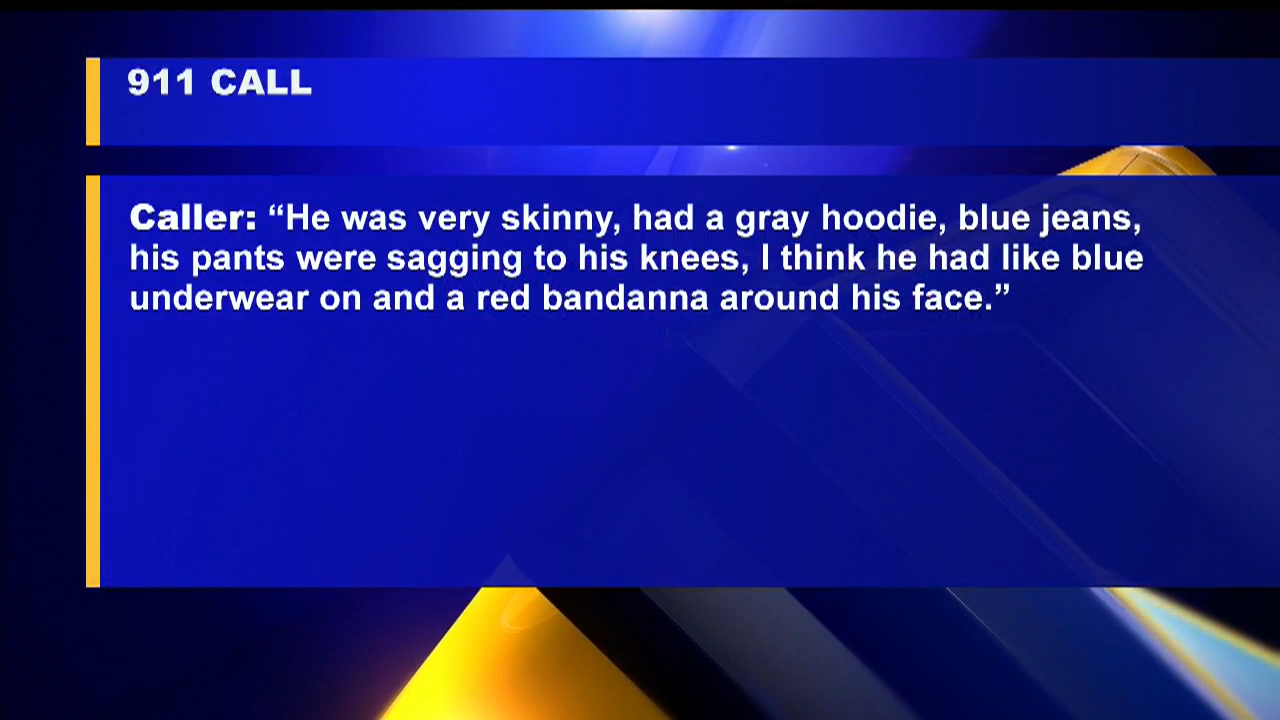 911 CALL
Caller: “He was very skinny, had a gray hoodie, blue jeans,
his pants were sagging to his knees, I think he had like blue
underwear on and a red bandanna around his face.”